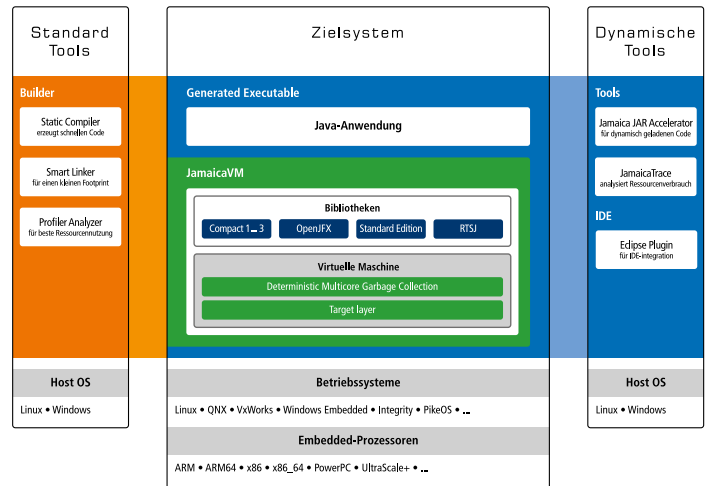 Standard
Tools
Builder
Static Compiler
erzeugt schnellen Code
Smart Linker
für einen kleinen Footprint
Profiler Analyzer
für beste Ressourcennutzung
Host OS
Linux • Windows
Zielsystem
Generated Executable
Java-Anwendung
JamaicaVM
Bibliotheken
Compact 1 ... 3
OpenJFX
Standard Edition
RTSJ
Virtuelle Maschine
Deterministic Multicore Garbage Collection
Target layer
Betriebssysteme
Linux • QNX • VxWorks • Windows Embedded • Integrity • PikeOS • ...
Embedded-Prozessoren
ARM • ARM64 • x86 • x86_64 • PowerPC • UltraScale+ • ...
Dynamische
Tools
Tools
Jamaica JAR Accelerator
für dynamisch geladenen Code
JamaicaTrace
analysiert Ressourcenverbrauch
IDE
Eclipse Plugin
für IDE-integration
Host OS
Linux • Windows